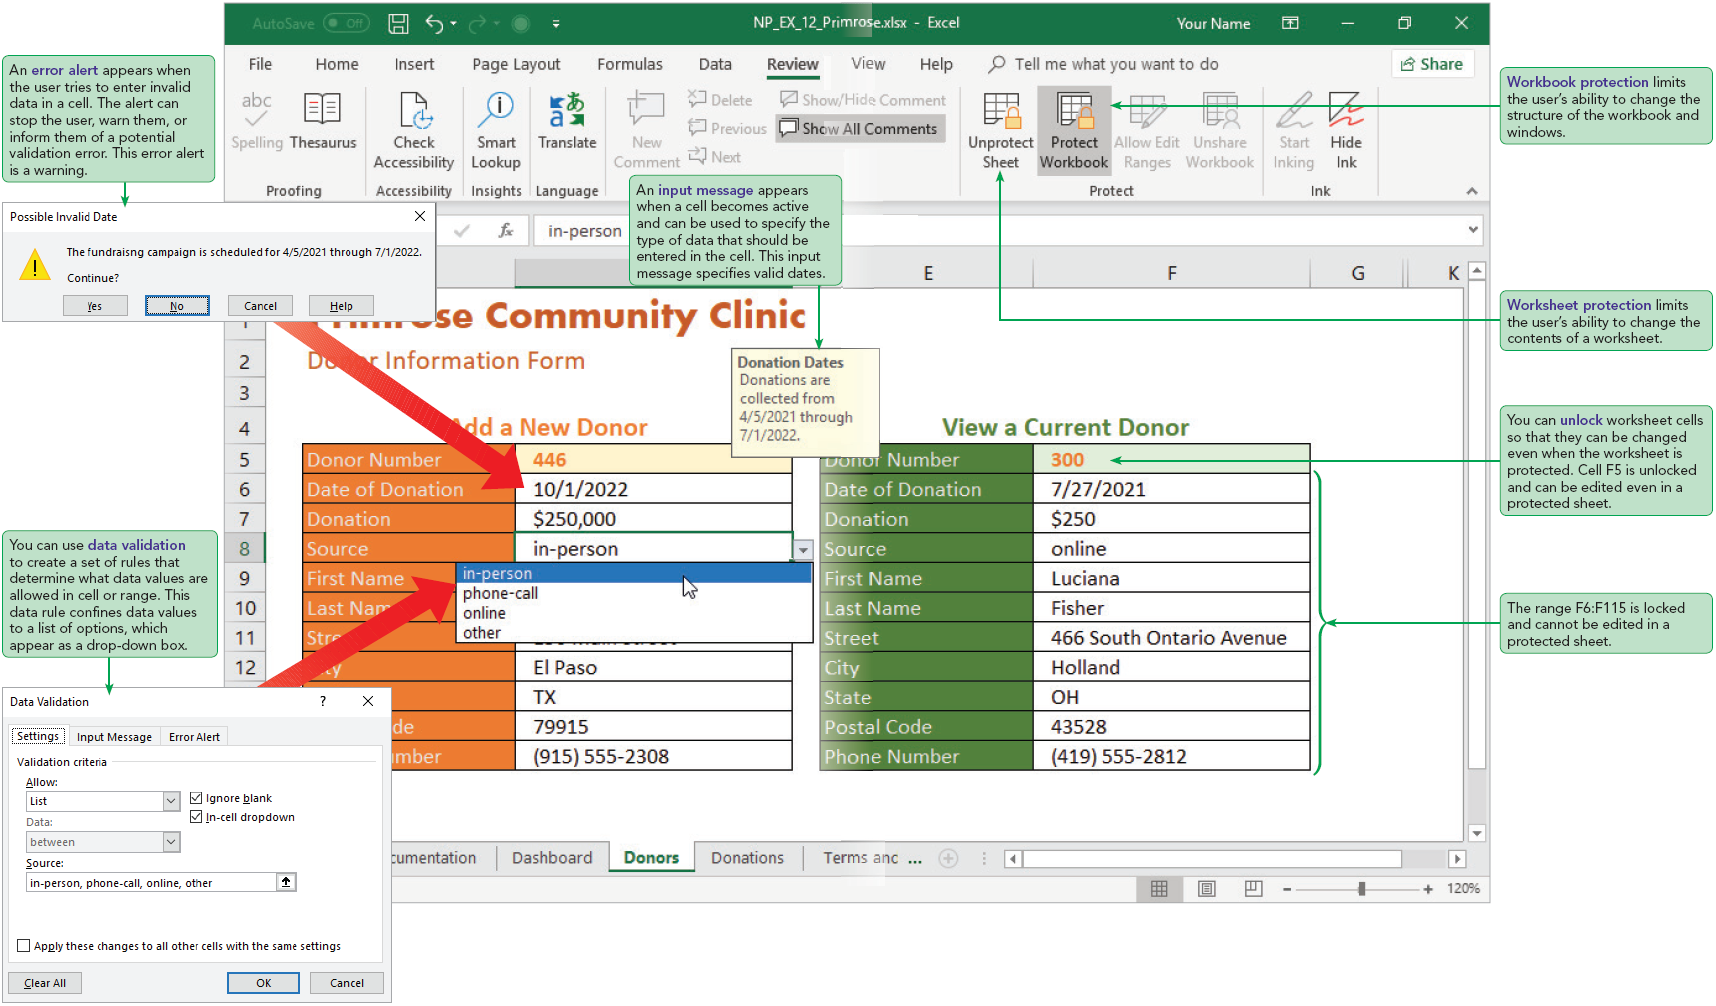 AutoSave Off
NP_EX_12_Primrose.xlsx - Excel
Your Name
File Home Insert Page Layout Formulas Data Review View Help Tell me what you want to do Share
abc
Spelling
Thesaurus
Proofing
Check
Accessibility
Accessibility
Smart
Lookup
Insights
Translate
Language
New
Comment
Delete
Previous
Next
Show/Hide Comment
Show All Comments
Unprotect
Sheet
Protect
Workbook
Allow Edit
Ranges
Unshare
Workbook
Protect
Start
Inking
Hide
Ink
Ink
An error alert appears when
the user tries to enter invalid
data in a cell. The alert can
stop the user, warn them, or
inform them of a potential
validation error. This error alert
is a warning.
Possible Invalid Date
The fundraisng campaign is scheduled for 4/5/2021 through 7/1/2022.
Continue?
Yes No Cancel Help
An input message appears
when a cell becomes active
and can be used to specify the
type of data that should be
entered in the cell. This input
message specifies valid dates.
Workbook protection limits
the user's ability to change the
structure of the workbook and
windows.
Worksheet protection limits
the user's ability to change the
contents of a worksheet.
You can unlock worksheet cells
so that they can be changed
even when the worksheet is
protected. Cell F5 is unlocked
and can be edited even in a
protected sheet.
The range F6:F115 is locked
and cannot be edited in a
protected sheet.
fx in-person
E F G K
1 Primrose Community Clinic
2 Donor Information Form
3
Donation Dates
Donations are
collected from
4/5/2021 through
7/1/2022.
4 Add a New Donor View a Current Donor
5 Donor Number 446 Donor Number 300
6 Date of Donation 10/1/2022 Date of Donation 7/27/2021
7 Donation $250,000 Donation $250
8 Source in-person Source online
9 First Name First Name Luciana
10 Last Nam Last Name Fisher
11 Stre Street 466 South Ontario Avenue
12 City El Paso City Holland
TX State OH
de 79915 Postal Code 43528
mber (915) 555-2308 Phone Number (419) 555-2812
in-person
phone-call
online
other
You can use data validation
to create a set of rules that
determine what data values are
allowed in cell or range. This
data rule confines data values
to a list of options, which
appear as a drop-down box.
Data Validation ?
Settings Input Message Error Alert
Validation criteria
Allow:
List
Ignore blank
In-cell dropdown
Data:
between
Source:
in-person, phone-call, online, other
Apply these changes to all other cells with the same settings
Clear All OK Cancel
cumentation Dashboard Donors Donations Terms anc ...
120%